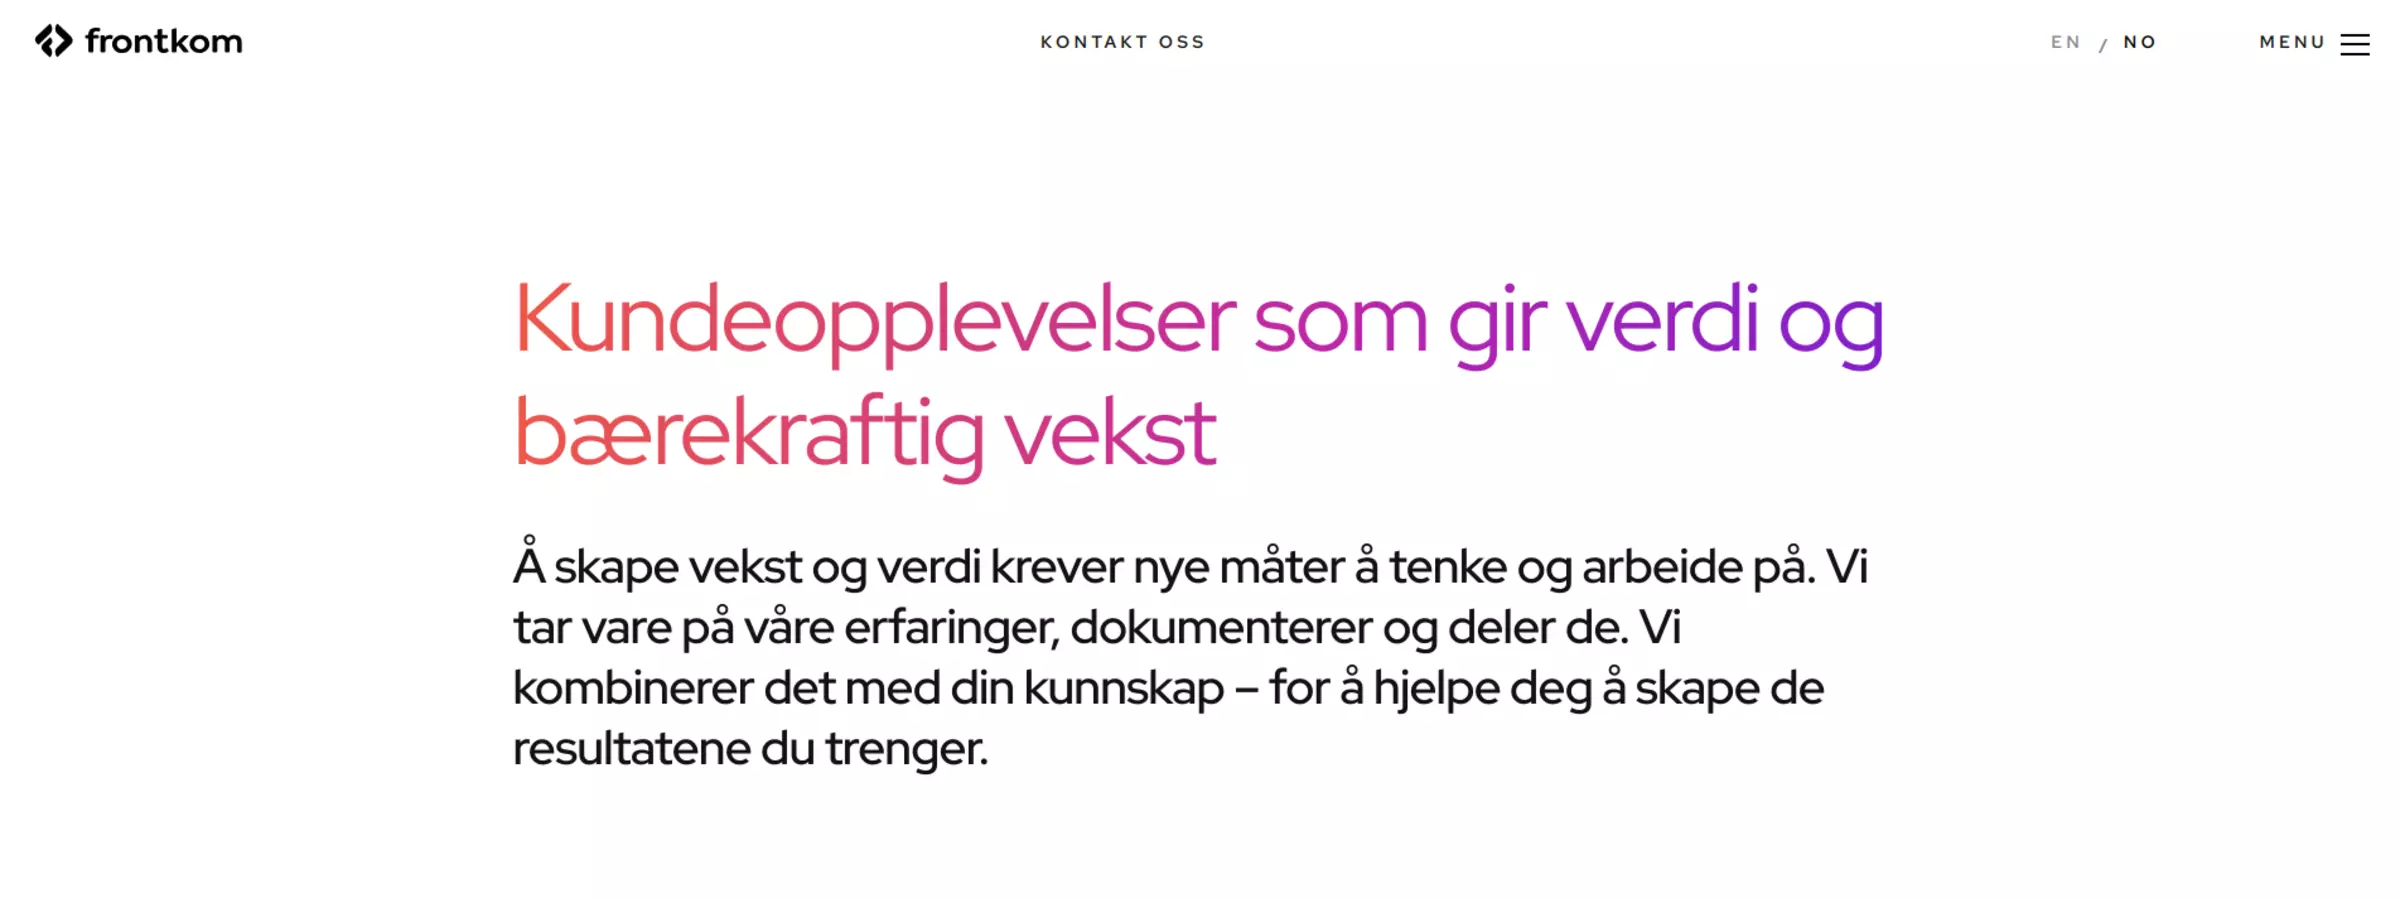 frontkom
KONTAKT OSS
EN / NO
MENU
Kundeopplevelser som gir verdi og
bærekraftig vekst
Å skape vekst og verdi krever nye måter å tenke og arbeide på. Vi
tar vare på våre erfaringer, dokumenterer og deler de. Vi
kombinerer det med din kunnskap – for å hjelpe deg å skape de
resultatene du trenger.